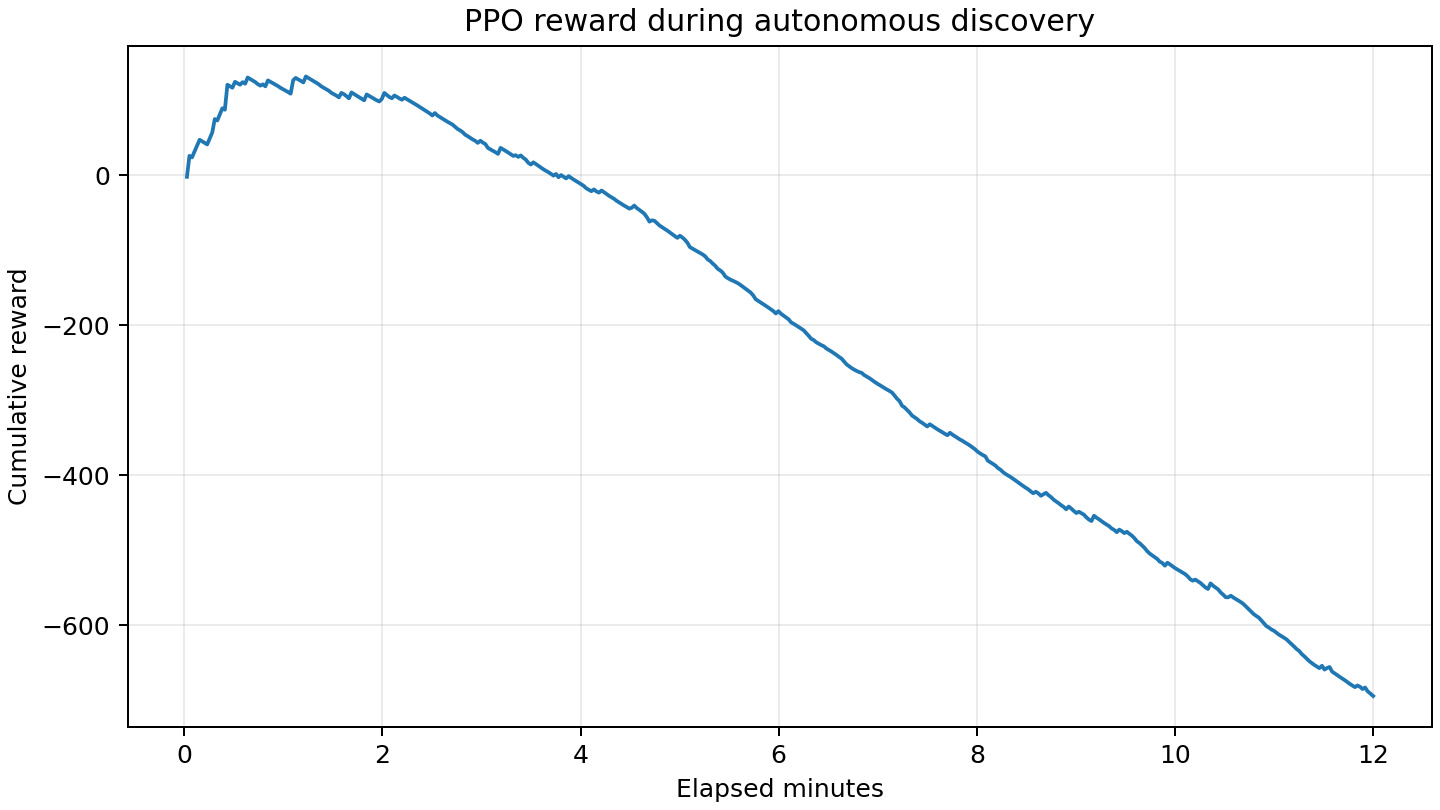 PPO reward during autonomous discovery
Cumulative reward
0
−200
−400
−600
0 2 4 6 8 10 12
Elapsed minutes